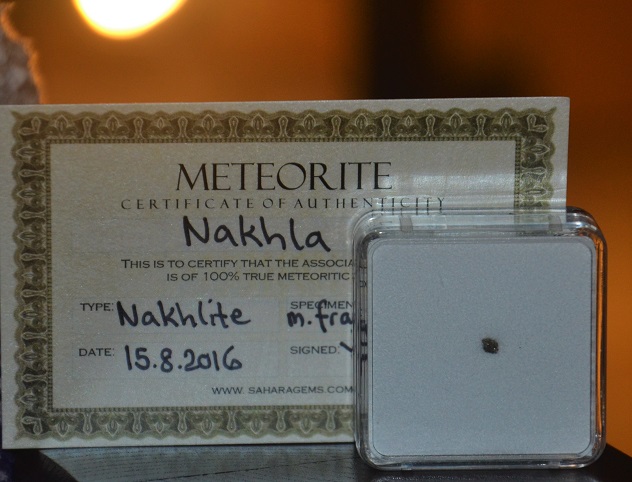 METEORITE
CERTIFICATE OF AUTHENTICITY
Nakhla
THIS IS TO CERTIFY THAT THE
IS OF 100% TRUE METEORITIC
TYPE: Nakhlite SPECIMEN
DATE: 15.8.2016 SIGNED:
WWW. SAHARAGEMS.COM